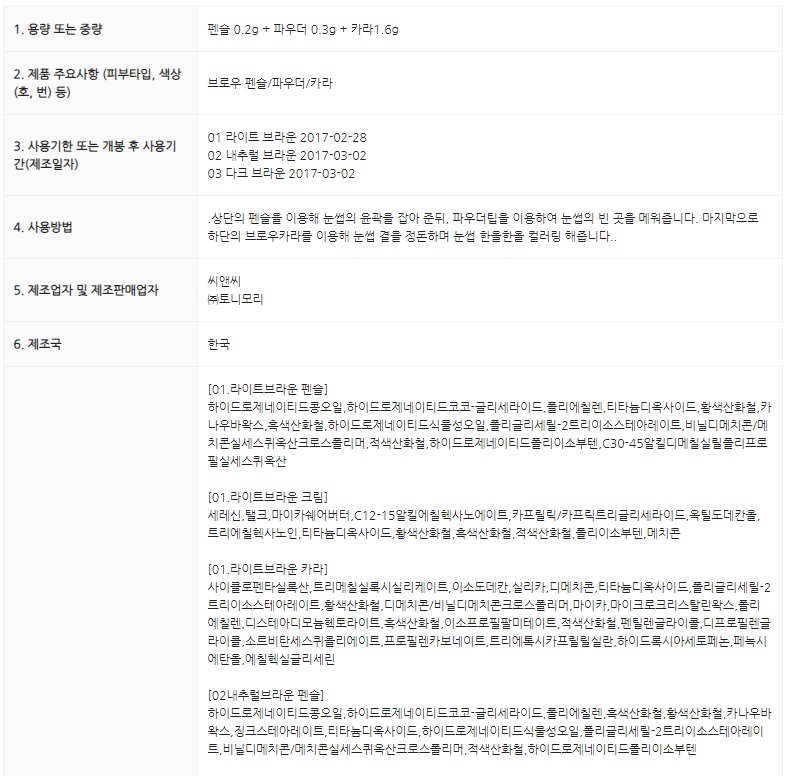 1. 용량 또는 중량
펜슬 0.2g + 파우더 0.3g + 카라1.6g
2. 제품 주요사항 (피부타입, 색상
(호, 번) 등)
브로우 펜슬/파우더/카라
3. 사용기한 또는 개봉 후 사용기
간(제조일자)
01 라이트 브라운 2017-02-28
02 내추럴 브라운 2017-03-02
03 다크 브라운 2017-03-02
4. 사용방법
.상단의 펜슬을 이용해 눈썹의 윤곽을 잡아 준뒤, 파우더팁을 이용하여 눈썹의 빈 곳을 메워줍니다. 마지막으로
하단의 브로우카라를 이용해 눈썹 결을 정돈하며 눈썹 한올한올 컬러링 해줍니다..
5. 제조업자 및 제조판매업자
씨앤씨
㈜토니모리
6. 제조국
한국
[01.라이트브라운 펜슬]
하이드로제네이티드콩오일,하이드로제네이티드코코-글리세라이드,폴리에칠렌,티타늄디옥사이드,황색산화철,카
나우바왁스,흑색산화철,하이드로제네이티드식물성오일,폴리글리세릴-2트리이소스테아레이트,비닐디메치콘/메
치콘실세스퀴옥산크로스폴리머,적색산화철,하이드로제네이티드폴리이소부텐,C30-45알킬디메칠실릴폴리프로
필실세스퀴옥산
[01.라이트브라운 크림]
세레신,탤크,마이카쉐어버터,C12-15알킬에칠헥사노에이트,카프릴릭/카프릭트리글리세라이드,옥틸도데칸올,
트리에칠헥사노인,티타늄디옥사이드,황색산화철,흑색산화철,적색산화철,폴리이소부텐,메치콘
[01.라이트브라운 카라]
사이클로펜타실록산,트리메칠실록시실리케이트,이소도데칸,실리카,디메치콘,티타늄디옥사이드,폴리글리세릴-2
트리이소스테아레이트,황색산화철,디메치콘/비닐디메치콘크로스폴리머,마이카,마이크로크리스탈린왁스,폴리
에칠렌,디스테아디모늄헥토라이트,흑색산화철,이소프로필팔미테이트,적색산화철,펜틸렌글라이콜,디프로필렌글
라이콜,소르비탄세스퀴올리에이트,프로필렌카보네이트,트리에톡시카프릴릴실란,하이드록시아세토페논,페녹시
에탄올,에칠헥실글리세린
[02내추럴브라운 펜슬]
하이드로제네이티드콩오일,하이드로제네이티드코코-글리세라이드,폴리에칠렌,흑색산화철,황색산화철,카나우바
왁스,징크스테아레이트,티타늄디옥사이드,하이드로제네이티드식물성오일,폴리글리세릴-2트리이소스테아레이
트,비닐디메치콘/메치콘실세스퀴옥산크로스폴리머,적색산화철,하이드로제네이티드폴리이소부텐